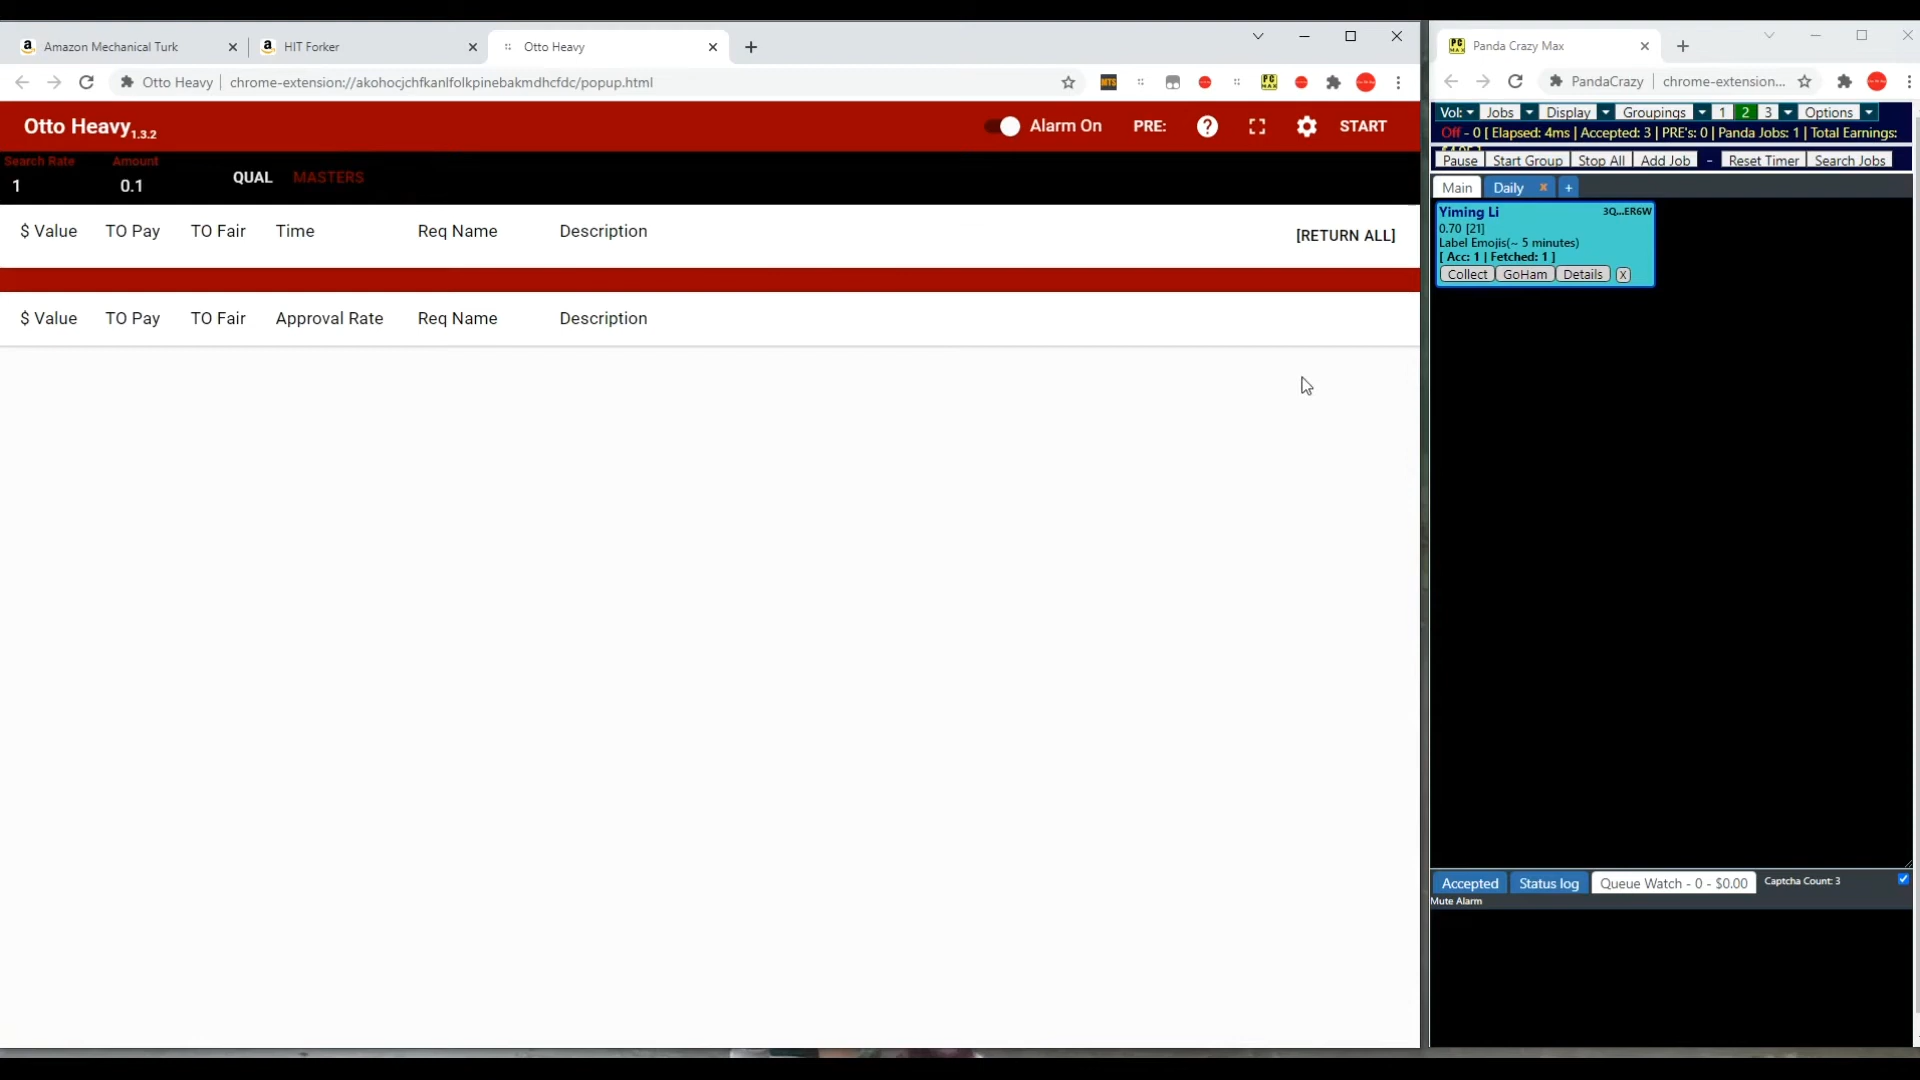 Amazon Mechanical Turk
HIT Forker
Otto Heavy
Otto Heavy
chrome-extension://akohocjchfkanlfolkpinebakmdhcfdc/popup.html
Otto Heavy 1.3.2
Alarm On
PRE:
START
Search Rate
Amount
1
0.1
QUAL
MASTERS
$ Value TO Pay TO Fair Time Req Name Description
[RETURN ALL]
$ Value TO Pay TO Fair Approval Rate Req Name Description
Panda Crazy Max
PandaCrazy
chrome-extension...
Vol: Jobs Display Groupings 1 2 3 Options
Off - 0 [ Elapsed: 4ms | Accepted: 3 | PRE's: 0 | Panda Jobs: 1 | Total Earnings:
Pause Start Group Stop All Add Job - Reset Timer Search Jobs
Main Daily x +
Yiming Li 3Q...ER6W
0.70 [21]
Label Emojis(~ 5 minutes)
[ Acc: 1 | Fetched: 1 ]
Collect GoHam Details X
Accepted Status log Queue Watch - 0 - $0.00 Captcha Count: 3
Mute Alarm